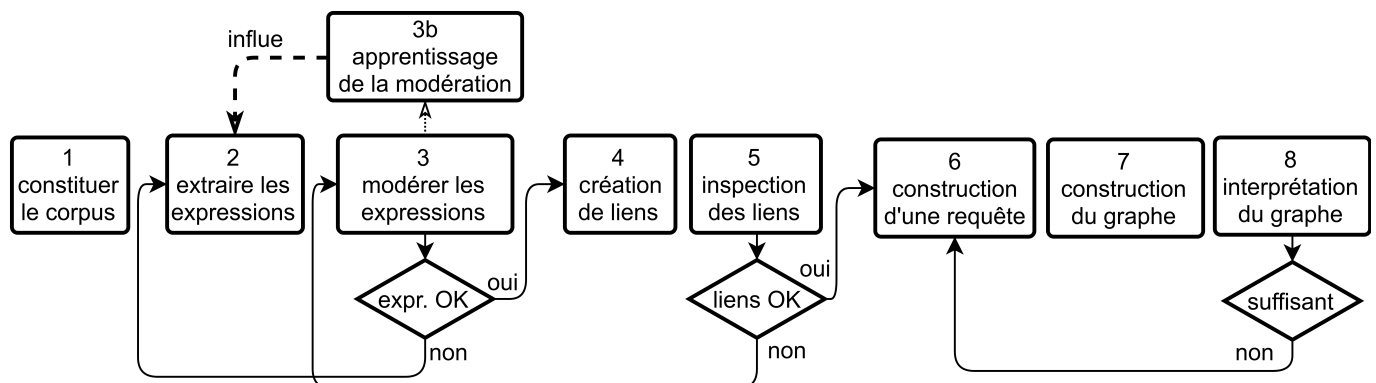 3b
apprentissage
de la modération
influe
1
constituer
le corpus
2
extraire les
expressions
3
modérer les
expressions
4
création
de liens
5
inspection
des liens
6
construction
d'une requête
7
construction
du graphe
8
interprétation
du graphe
expr. OK
oui
non
liens OK
oui
non
suffisant
non